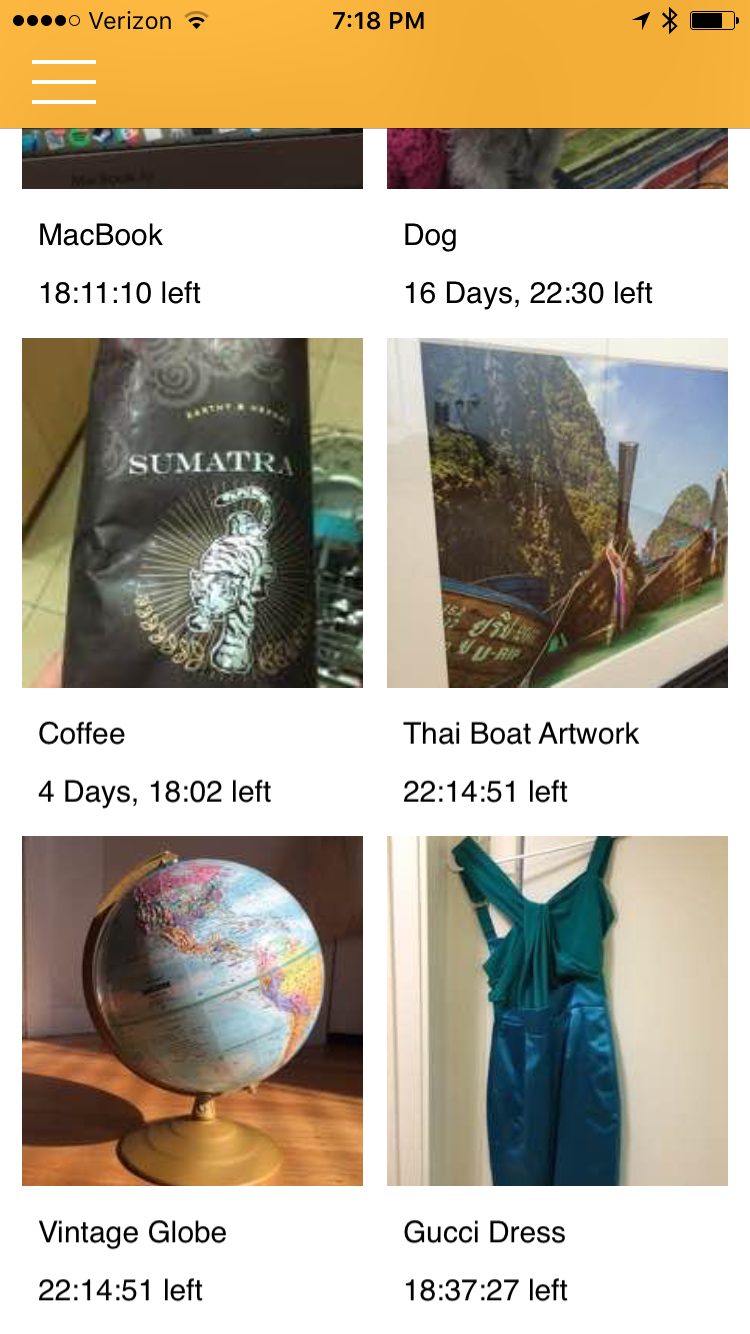 Verizon 7:18 PM
MacBook Air
MacBook
Dog
18:11:10 left
16 Days, 22:30 left
EARTHY &
SUMATRA
Coffee
Thai Boat Artwork
4 Days, 18:02 left
22:14:51 left
Vintage Globe
Gucci Dress
22:14:51 left
18:37:27 left